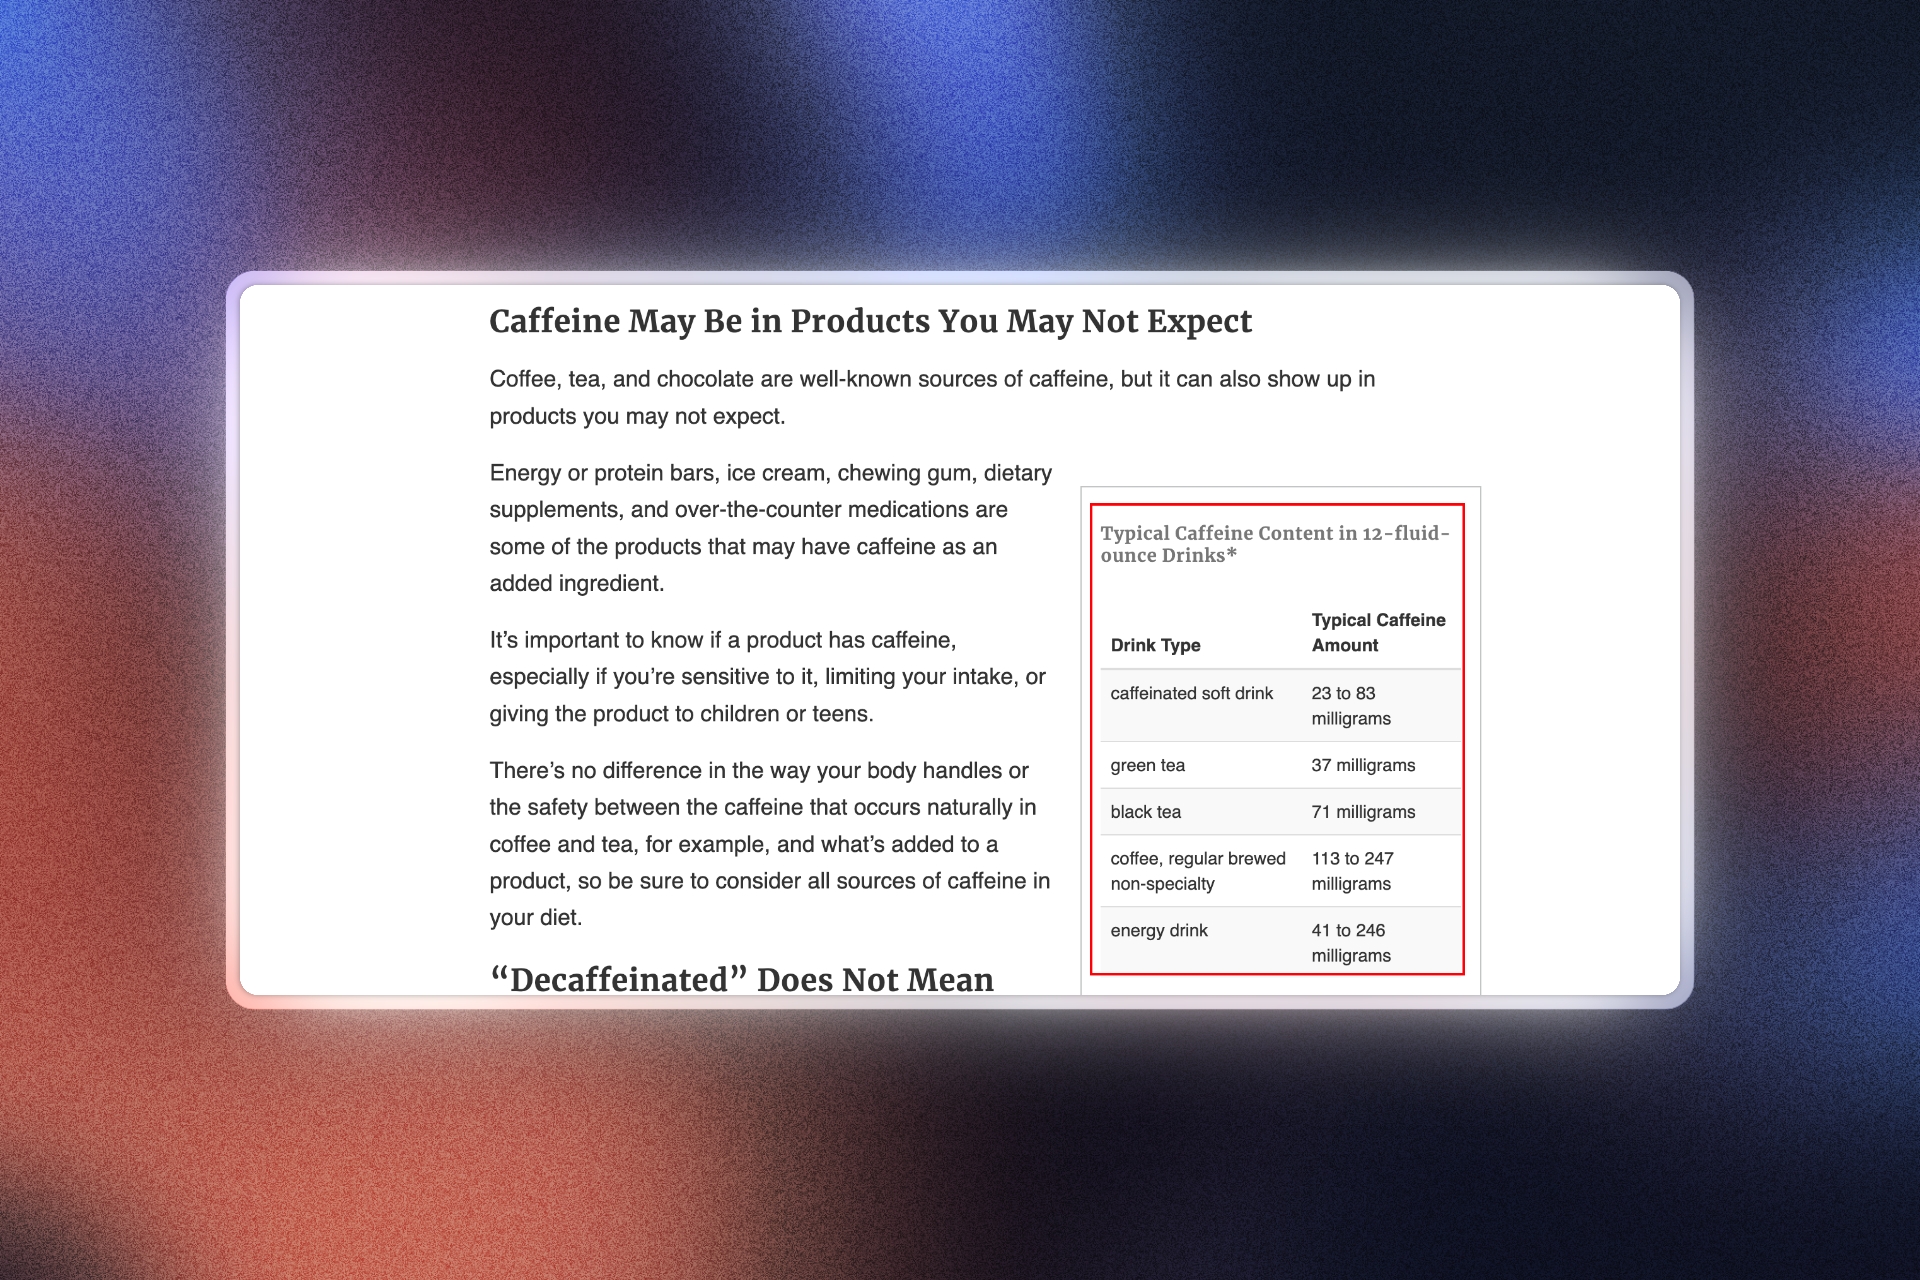 Caffeine May Be in Products You May Not Expect
Coffee, tea, and chocolate are well-known sources of caffeine, but it can also show up in
products you may not expect.
Energy or protein bars, ice cream, chewing gum, dietary
supplements, and over-the-counter medications are
some of the products that may have caffeine as an
added ingredient.
It’s important to know if a product has caffeine,
especially if you’re sensitive to it, limiting your intake, or
giving the product to children or teens.
There’s no difference in the way your body handles or
the safety between the caffeine that occurs naturally in
coffee and tea, for example, and what’s added to a
product, so be sure to consider all sources of caffeine in
your diet.
“Decaffeinated” Does Not Mean
Typical Caffeine Content in 12-fluid-
ounce Drinks*
Drink Type Typical Caffeine
Amount
caffeinated soft drink 23 to 83
milligrams
green tea 37 milligrams
black tea 71 milligrams
coffee, regular brewed 113 to 247
non-specialty milligrams
energy drink 41 to 246
milligrams